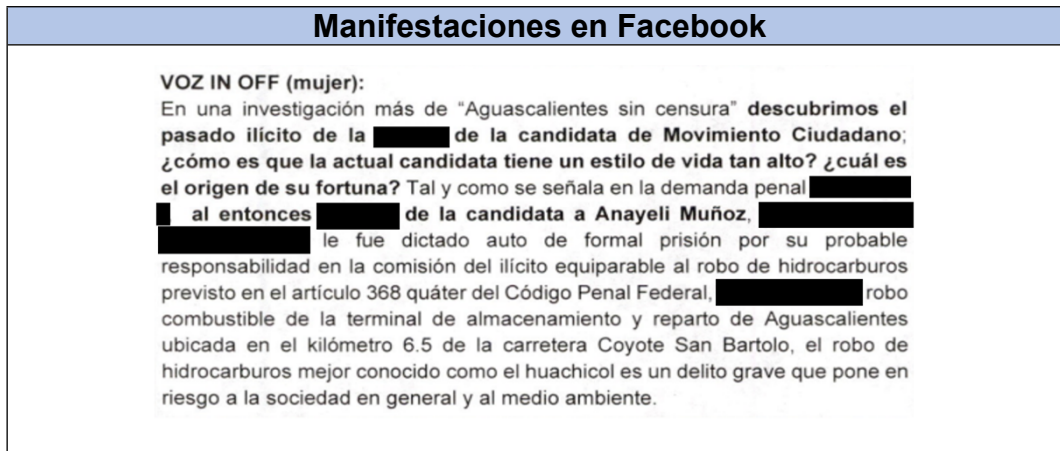 Manifestaciones en Facebook
VOZ IN OFF (mujer):
En una investigación más de “Aguascalientes sin censura” descubrimos el
pasado ilícito de la de la candidata de Movimiento Ciudadano;
¿cómo es que la actual candidata tiene un estilo de vida tan alto? ¿cuál es
el origen de su fortuna? Tal y como se señala en la demanda penal
al entonces de la candidata a Anayeli Muñoz,
le fue dictado auto de formal prisión por su probable
responsabilidad en la comisión del ilícito equiparable al robo de hidrocarburos
previsto en el artículo 368 quáter del Código Penal Federal, robo
combustible de la terminal de almacenamiento y reparto de Aguascalientes
ubicada en el kilómetro 6.5 de la carretera Coyote San Bartolo, el robo de
hidrocarburos mejor conocido como el huachicol es un delito grave que pone en
riesgo a la sociedad en general y al medio ambiente.